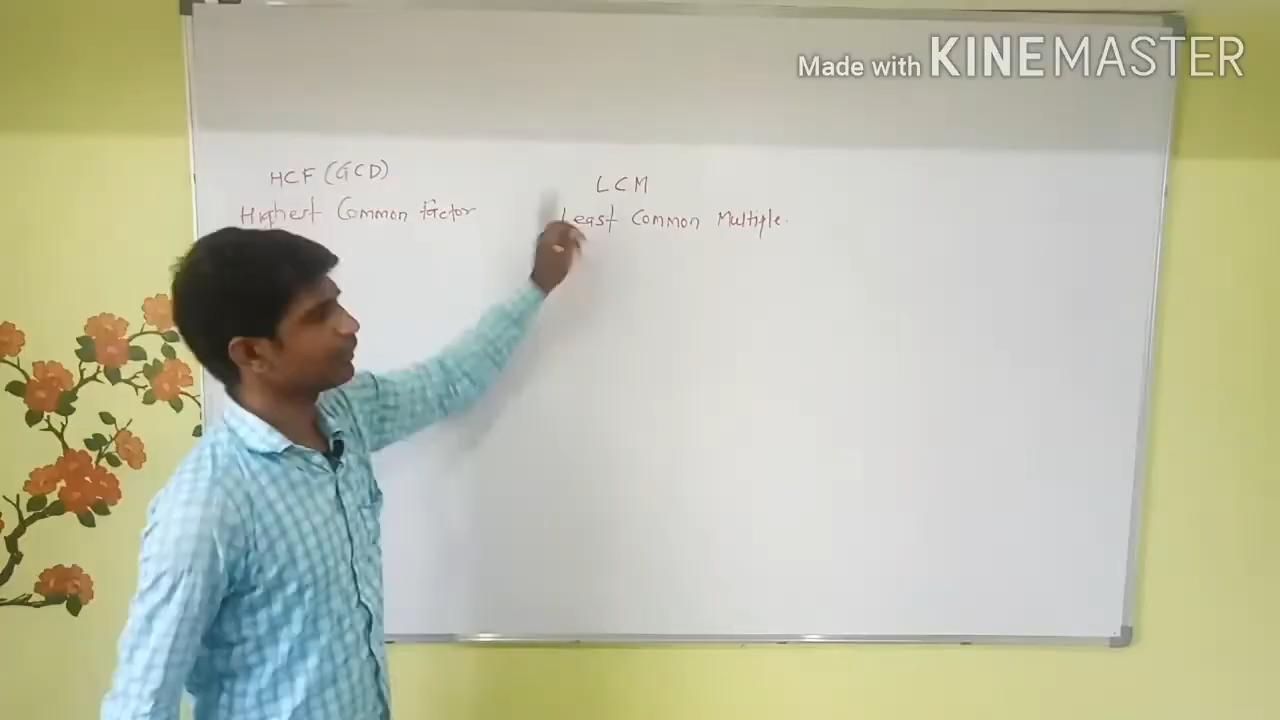 Made with KINEMASTER
HCF (GCD)
Highest Common factor
LCM
Least Common Multiple.